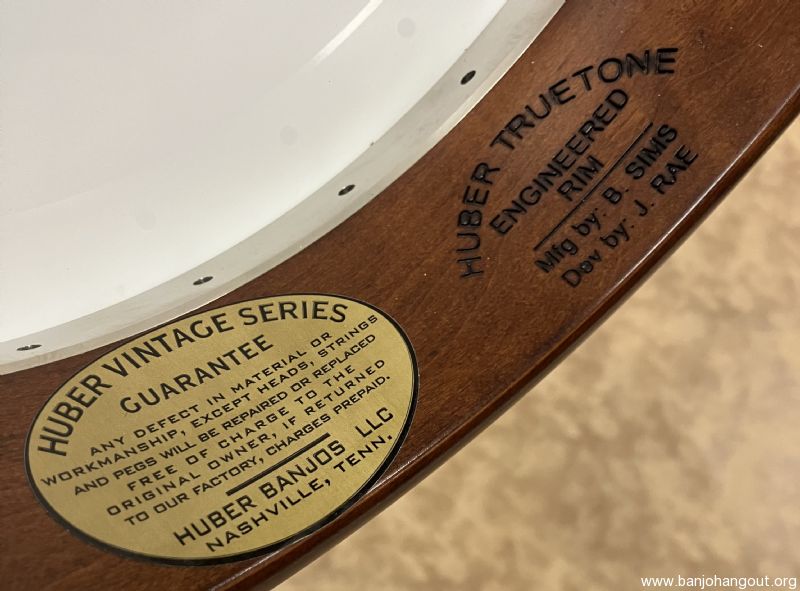 HUBER TRUETONE
ENGINEERED
RIM
Mfg by: B. SIMS
Dev by: J. RAE
HUBER VINTAGE SERIES
GUARANTEE
ANY DEFECT IN MATERIAL OR
WORKMANSHIP, EXCEPT HEADS, STRINGS
AND PEGS WILL BE REPAIRED OR REPLACED
FREE OF CHARGE TO THE
ORIGINAL OWNER, IF RETURNED
TO OUR FACTORY, CHARGES PREPAID.
HUBER BANJOS LLC
NASHVILLE, TENN.
www.banjohangout.org